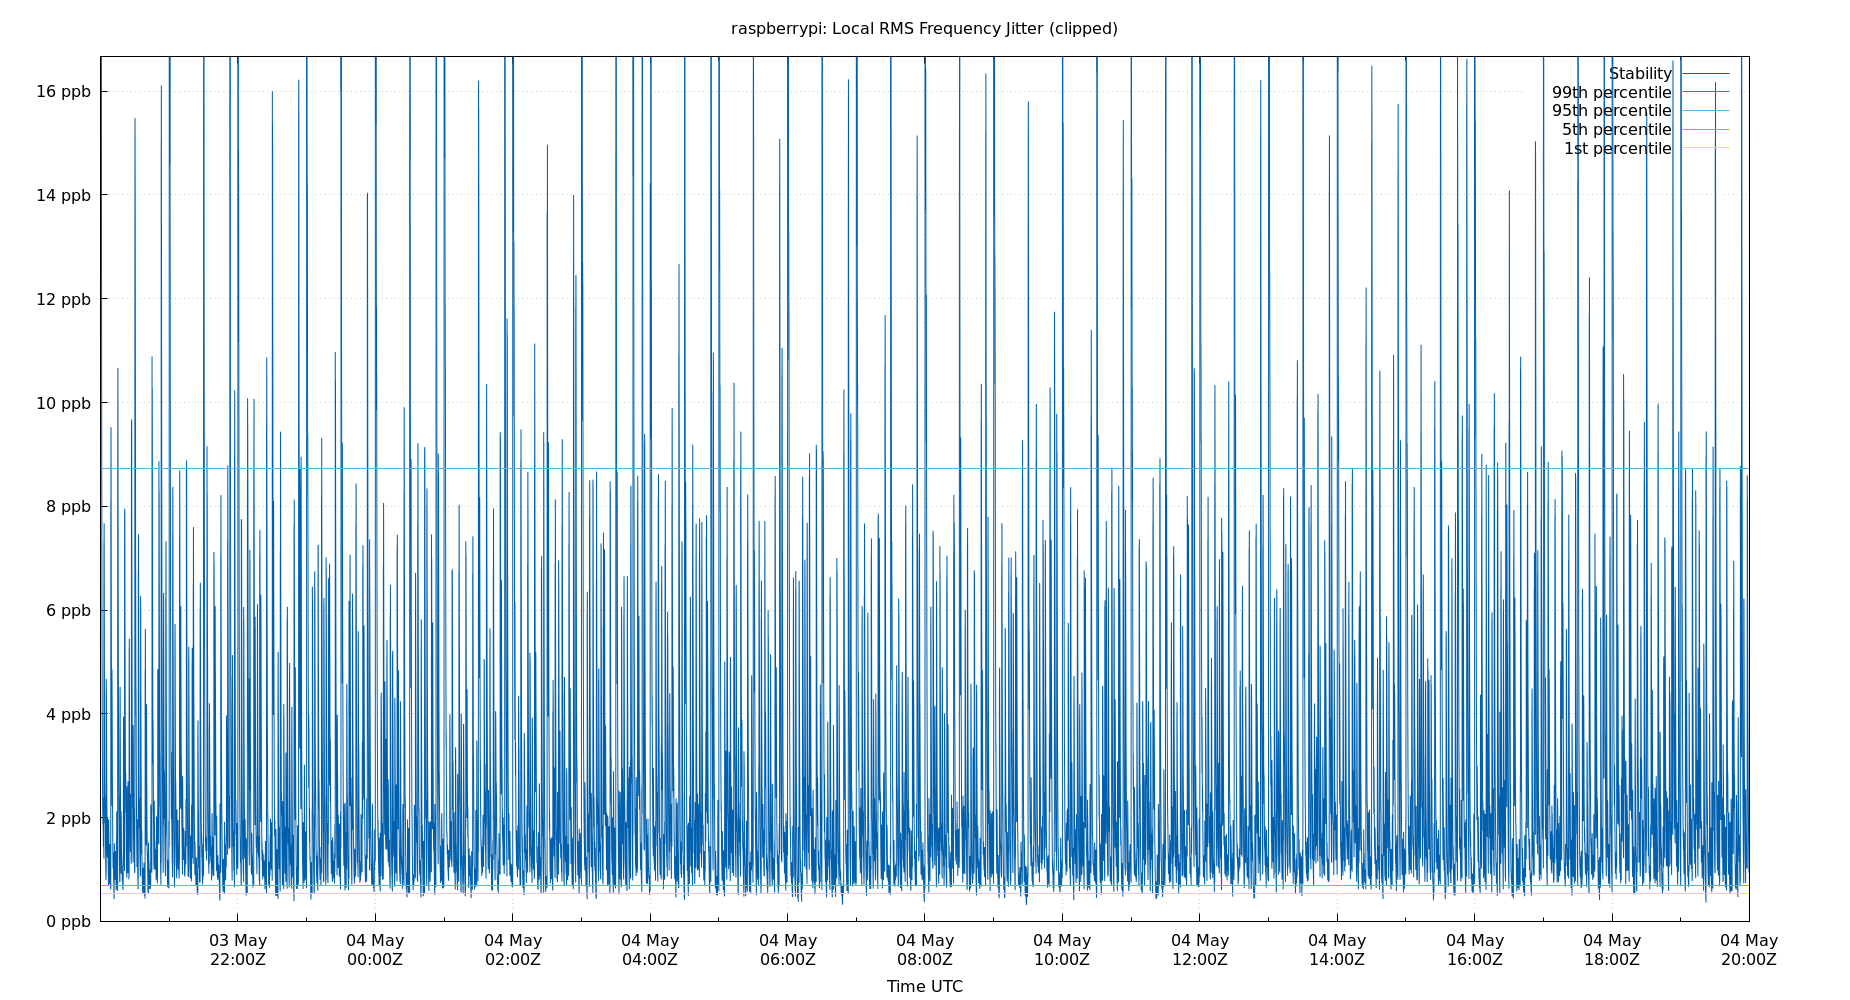 raspberrypi: Local RMS Frequency Jitter (clipped)
Stability
99th percentile
95th percentile
5th percentile
1st percentile
16 ppb
14 ppb
12 ppb
10 ppb
8 ppb
6 ppb
4 ppb
2 ppb
0 ppb
03 May 04 May 04 May 04 May 04 May 04 May 04 May 04 May 04 May 04 May 04 May 04 May
22:00Z 00:00Z 02:00Z 04:00Z 06:00Z 08:00Z 10:00Z 12:00Z 14:00Z 16:00Z 18:00Z 20:00Z
Time UTC